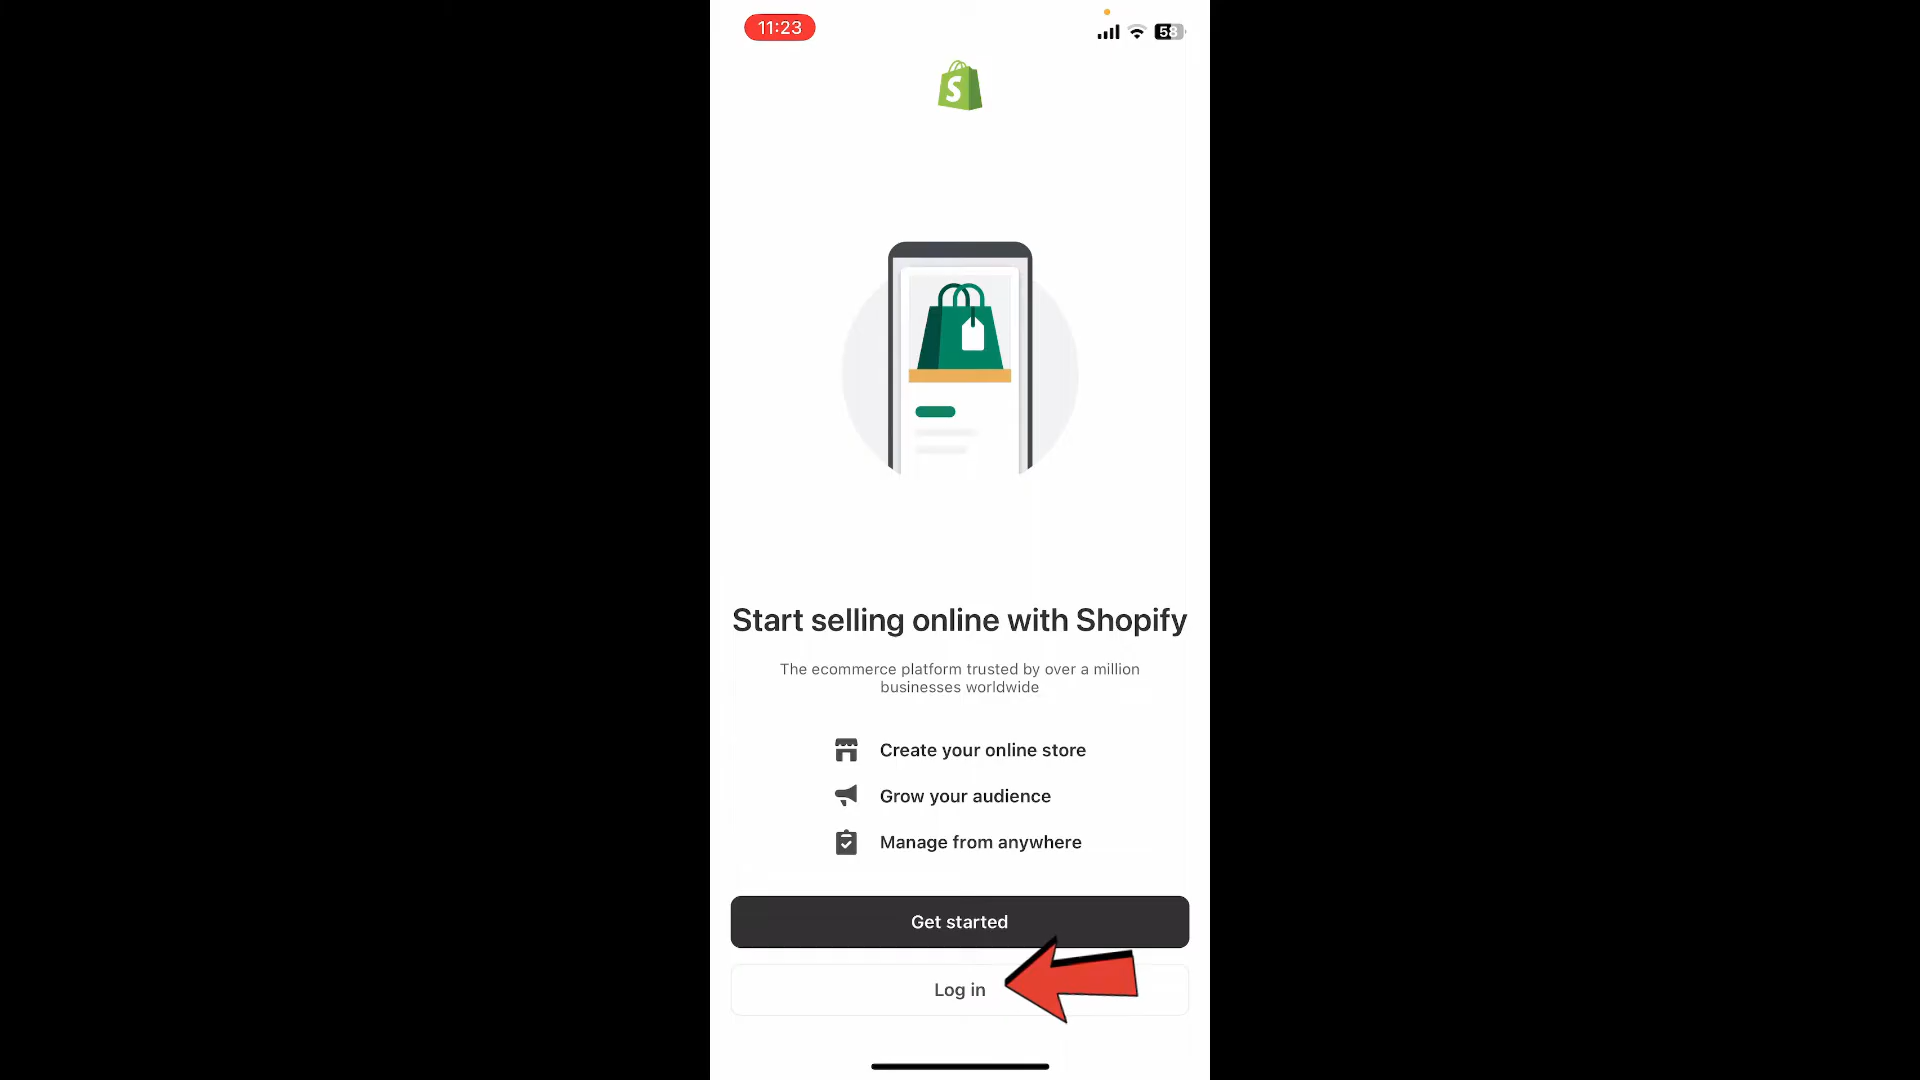 11:23
58
S
Start selling online with Shopify
The ecommerce platform trusted by over a million
businesses worldwide
Create your online store
Grow your audience
Manage from anywhere
Get started
Log in